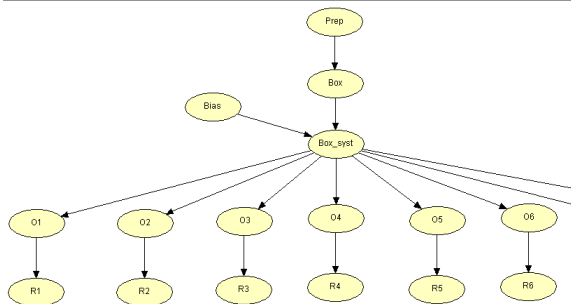 Prep
Box
Bias
Box_syst
O1
O2
O3
O4
O5
O6
R1
R2
R3
R4
R5
R6